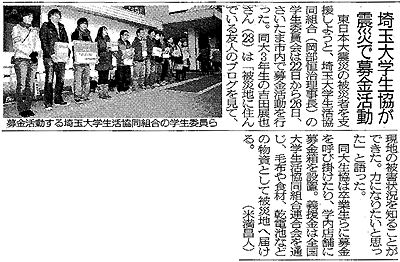 埼玉大学生協が
震災で募金活動
東日本大震災の被災者を支
援しようと、埼玉大学生活協
同組合（岡部恒治理事長）の
学生委員会は22日から26日、
さいたま市内で募金活動を行
った。同大3年生の吉田展也
さん（23）は「被災地に住ん
でいる友人のブログを見て、
現地の被害状況を知ることが
できた。力になりたいと思っ
た」と語った。
同大生協は卒業生らに募金
を呼び掛けたり、学内店舗に
募金箱を設置。義援金は全国
大学生活協同組合連合会を通
じ、毛布や食材、乾電池など
の物資として被災地へ届け
る。
（米満昌人）
募金活動する埼玉大学生活協同組合の学生委員ら